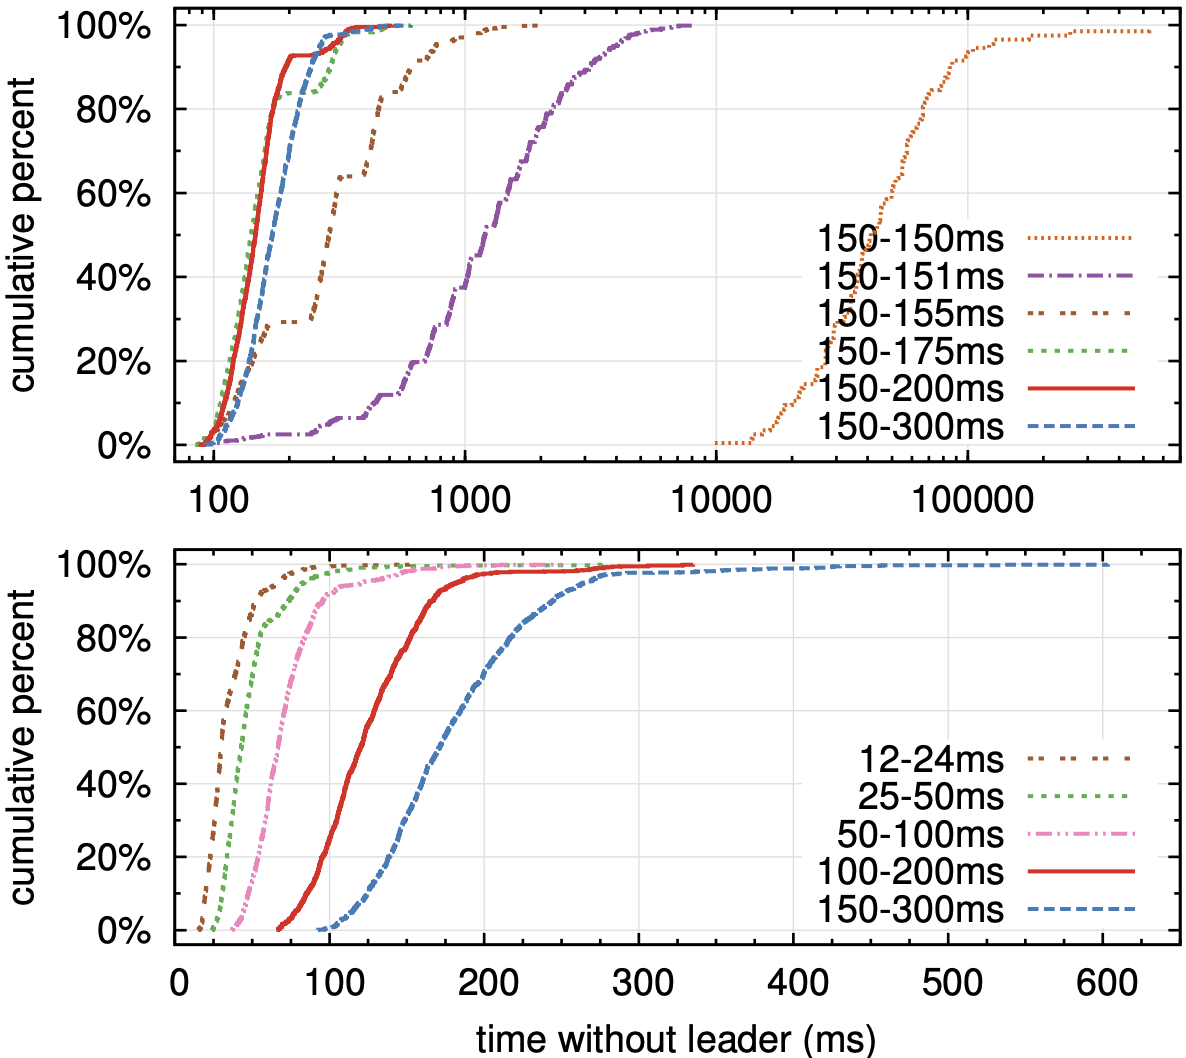 cumulative percent
100%
80%
60%
40%
20%
0%
150-150ms
150-151ms
150-155ms
150-175ms
150-200ms
150-300ms
100 1000 10000 100000
cumulative percent
100%
80%
60%
40%
20%
0%
12-24ms
25-50ms
50-100ms
100-200ms
150-300ms
0 100 200 300 400 500 600
time without leader (ms)